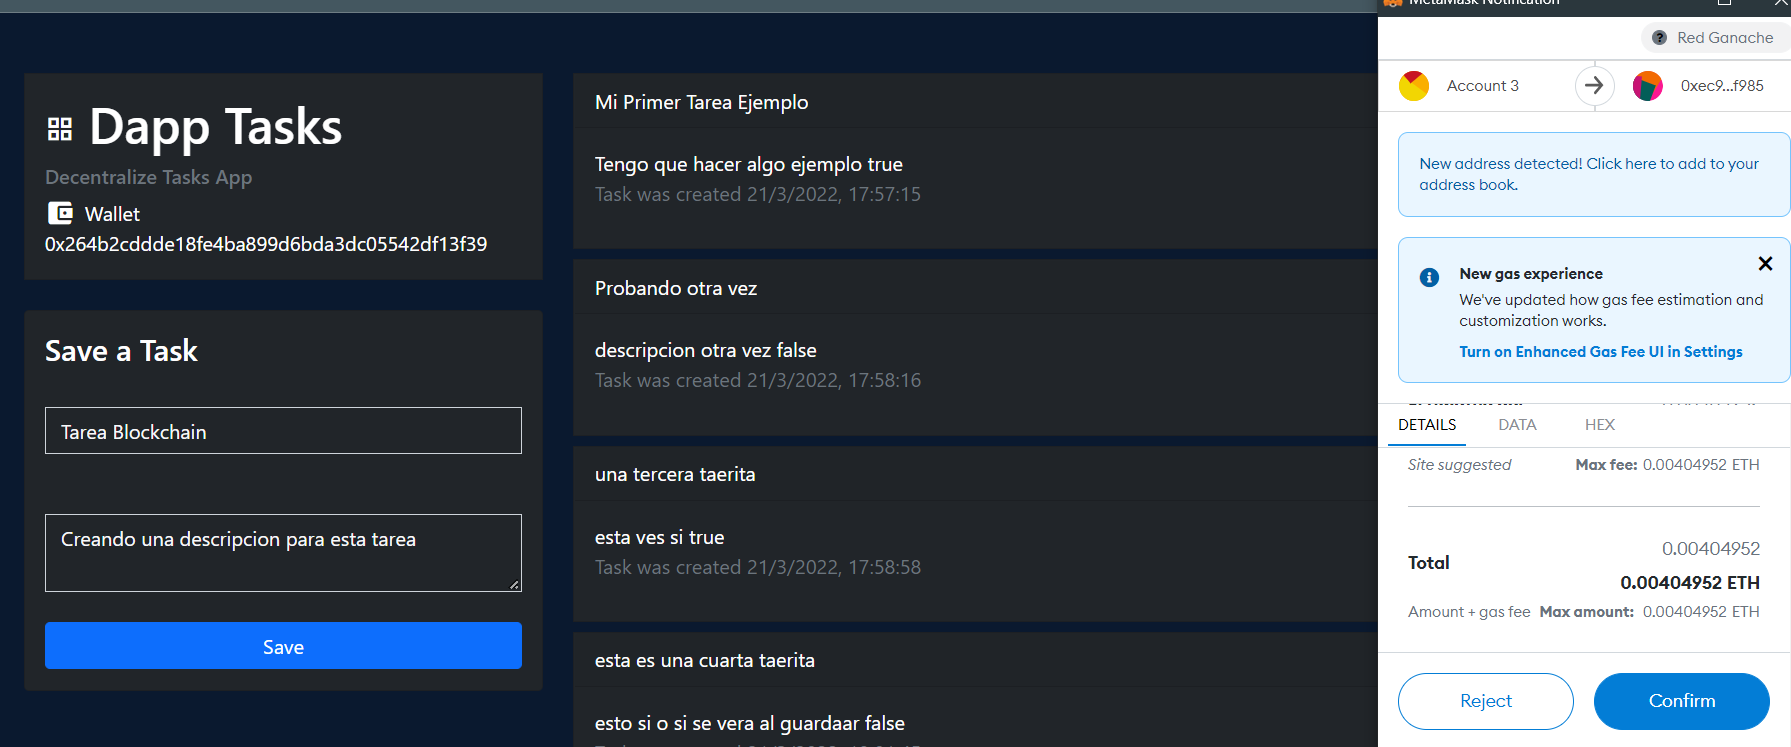 Dapp Tasks
Decentralize Tasks App
Wallet
0x264b2cddde18fe4ba899d6bda3dc05542df13f39
Save a Task
Tarea Blockchain
Creando una descripcion para esta tarea
Save
Mi Primer Tarea Ejemplo
Tengo que hacer algo ejemplo true
Task was created 21/3/2022, 17:57:15
Probando otra vez
descripcion otra vez false
Task was created 21/3/2022, 17:58:16
una tercera taerita
esta ves si true
Task was created 21/3/2022, 17:58:58
esta es una cuarta taerita
esto si o si se vera al guardaar false
MetaMask Notification
Red Ganache
Account 3
0xec9...f985
New address detected! Click here to add to your
address book.
New gas experience
We've updated how gas fee estimation and
customization works.
Turn on Enhanced Gas Fee UI in Settings
DETAILS DATA HEX
Site suggested Max fee: 0.00404952 ETH
0.00404952
Total
0.00404952 ETH
Amount + gas fee Max amount: 0.00404952 ETH
Reject Confirm